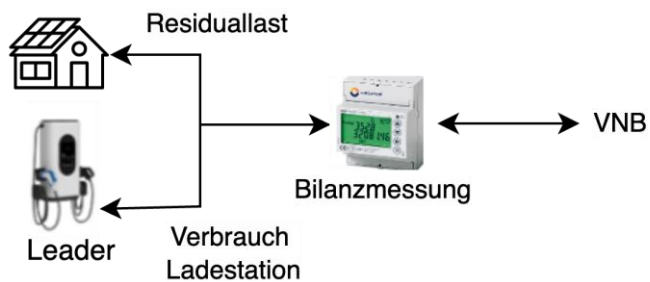 Residuallast
VNB
Bilanzmessung
Leader
Verbrauch
Ladestation